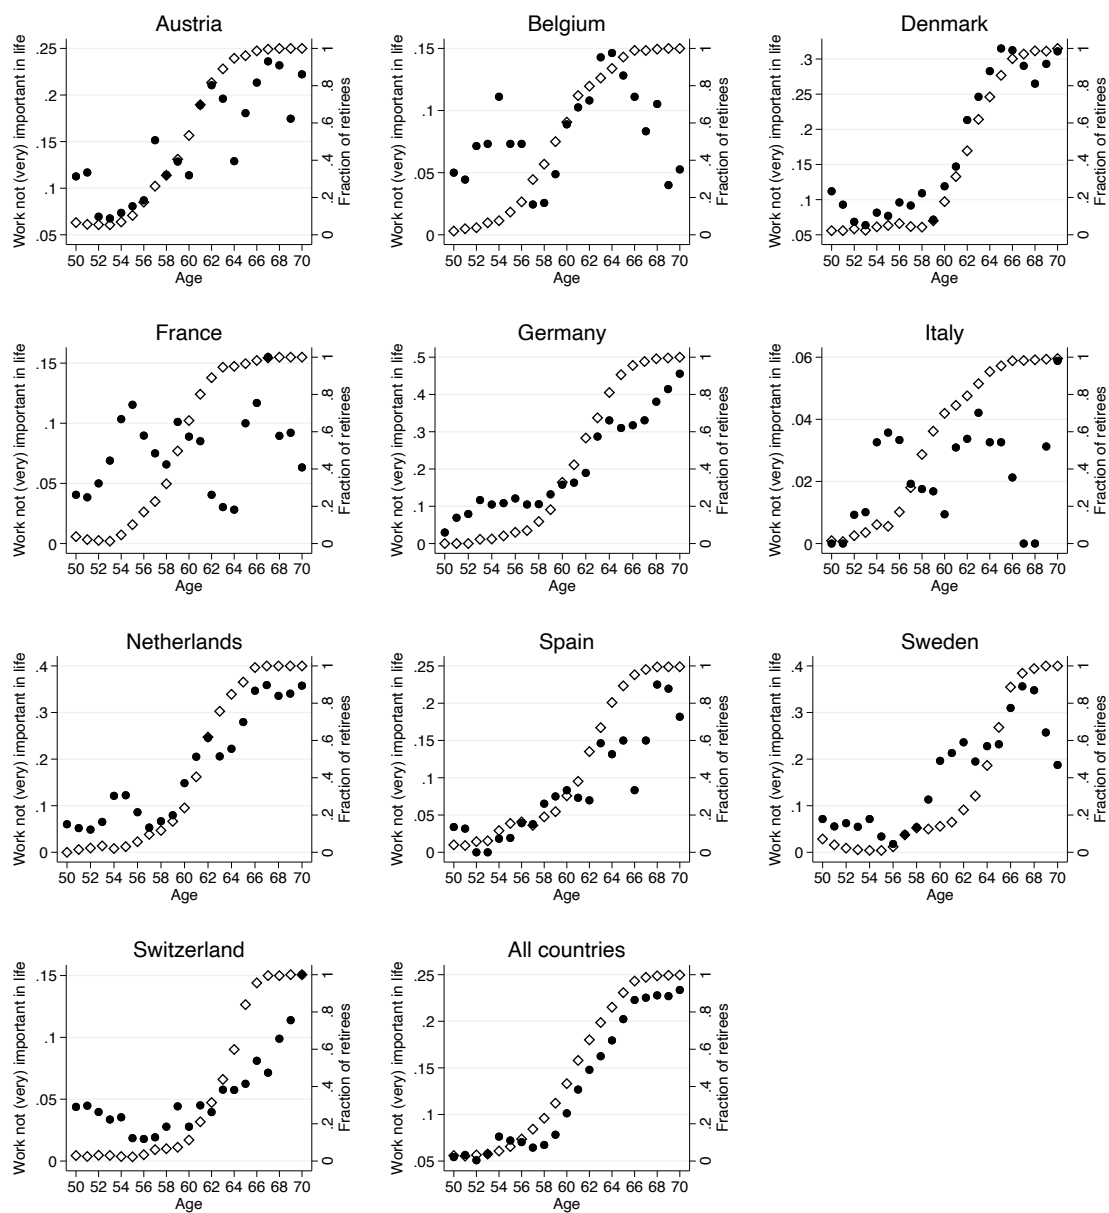 Austria
Work not (very) important in life
.05 .1 .15 .2 .25
0 .2 .4 .6 .8 1
Fraction of retirees
50 52 54 56 58 60 62 64 66 68 70
Age
Belgium
Work not (very) important in life
0 .05 .1 .15
0 .2 .4 .6 .8 1
Fraction of retirees
50 52 54 56 58 60 62 64 66 68 70
Age
Denmark
Work not (very) important in life
.05 .1 .15 .2 .25 .3
0 .2 .4 .6 .8 1
Fraction of retirees
50 52 54 56 58 60 62 64 66 68 70
Age
France
Work not (very) important in life
0 .05 .1 .15
0 .2 .4 .6 .8 1
Fraction of retirees
50 52 54 56 58 60 62 64 66 68 70
Age
Germany
Work not (very) important in life
0 .1 .2 .3 .4 .5
0 .2 .4 .6 .8 1
Fraction of retirees
50 52 54 56 58 60 62 64 66 68 70
Age
Italy
Work not (very) important in life
0 .02 .04 .06
0 .2 .4 .6 .8 1
Fraction of retirees
50 52 54 56 58 60 62 64 66 68 70
Age
Netherlands
Work not (very) important in life
0 .1 .2 .3 .4
0 .2 .4 .6 .8 1
Fraction of retirees
50 52 54 56 58 60 62 64 66 68 70
Age
Spain
Work not (very) important in life
0 .05 .1 .15 .2 .25
0 .2 .4 .6 .8 1
Fraction of retirees
50 52 54 56 58 60 62 64 66 68 70
Age
Sweden
Work not (very) important in life
0 .1 .2 .3 .4
0 .2 .4 .6 .8 1
Fraction of retirees
50 52 54 56 58 60 62 64 66 68 70
Age
Switzerland
Work not (very) important in life
0 .05 .1 .15
0 .2 .4 .6 .8 1
Fraction of retirees
50 52 54 56 58 60 62 64 66 68 70
Age
All countries
Work not (very) important in life
.05 .1 .15 .2 .25
0 .2 .4 .6 .8 1
Fraction of retirees
50 52 54 56 58 60 62 64 66 68 70
Age